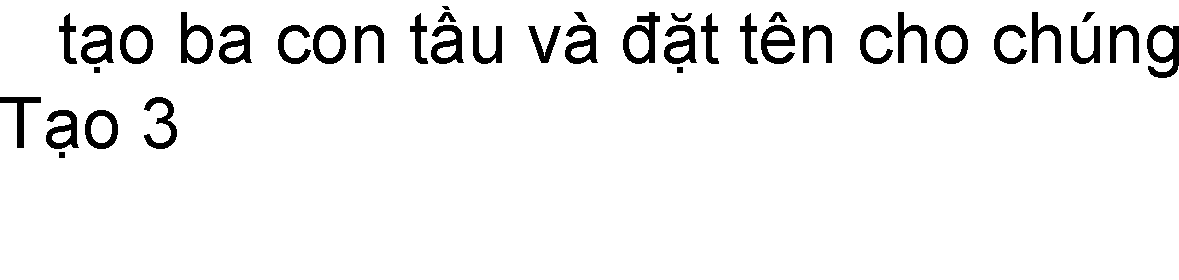 tạo ba con tầu và đặt tên cho chúng
Tạo 3